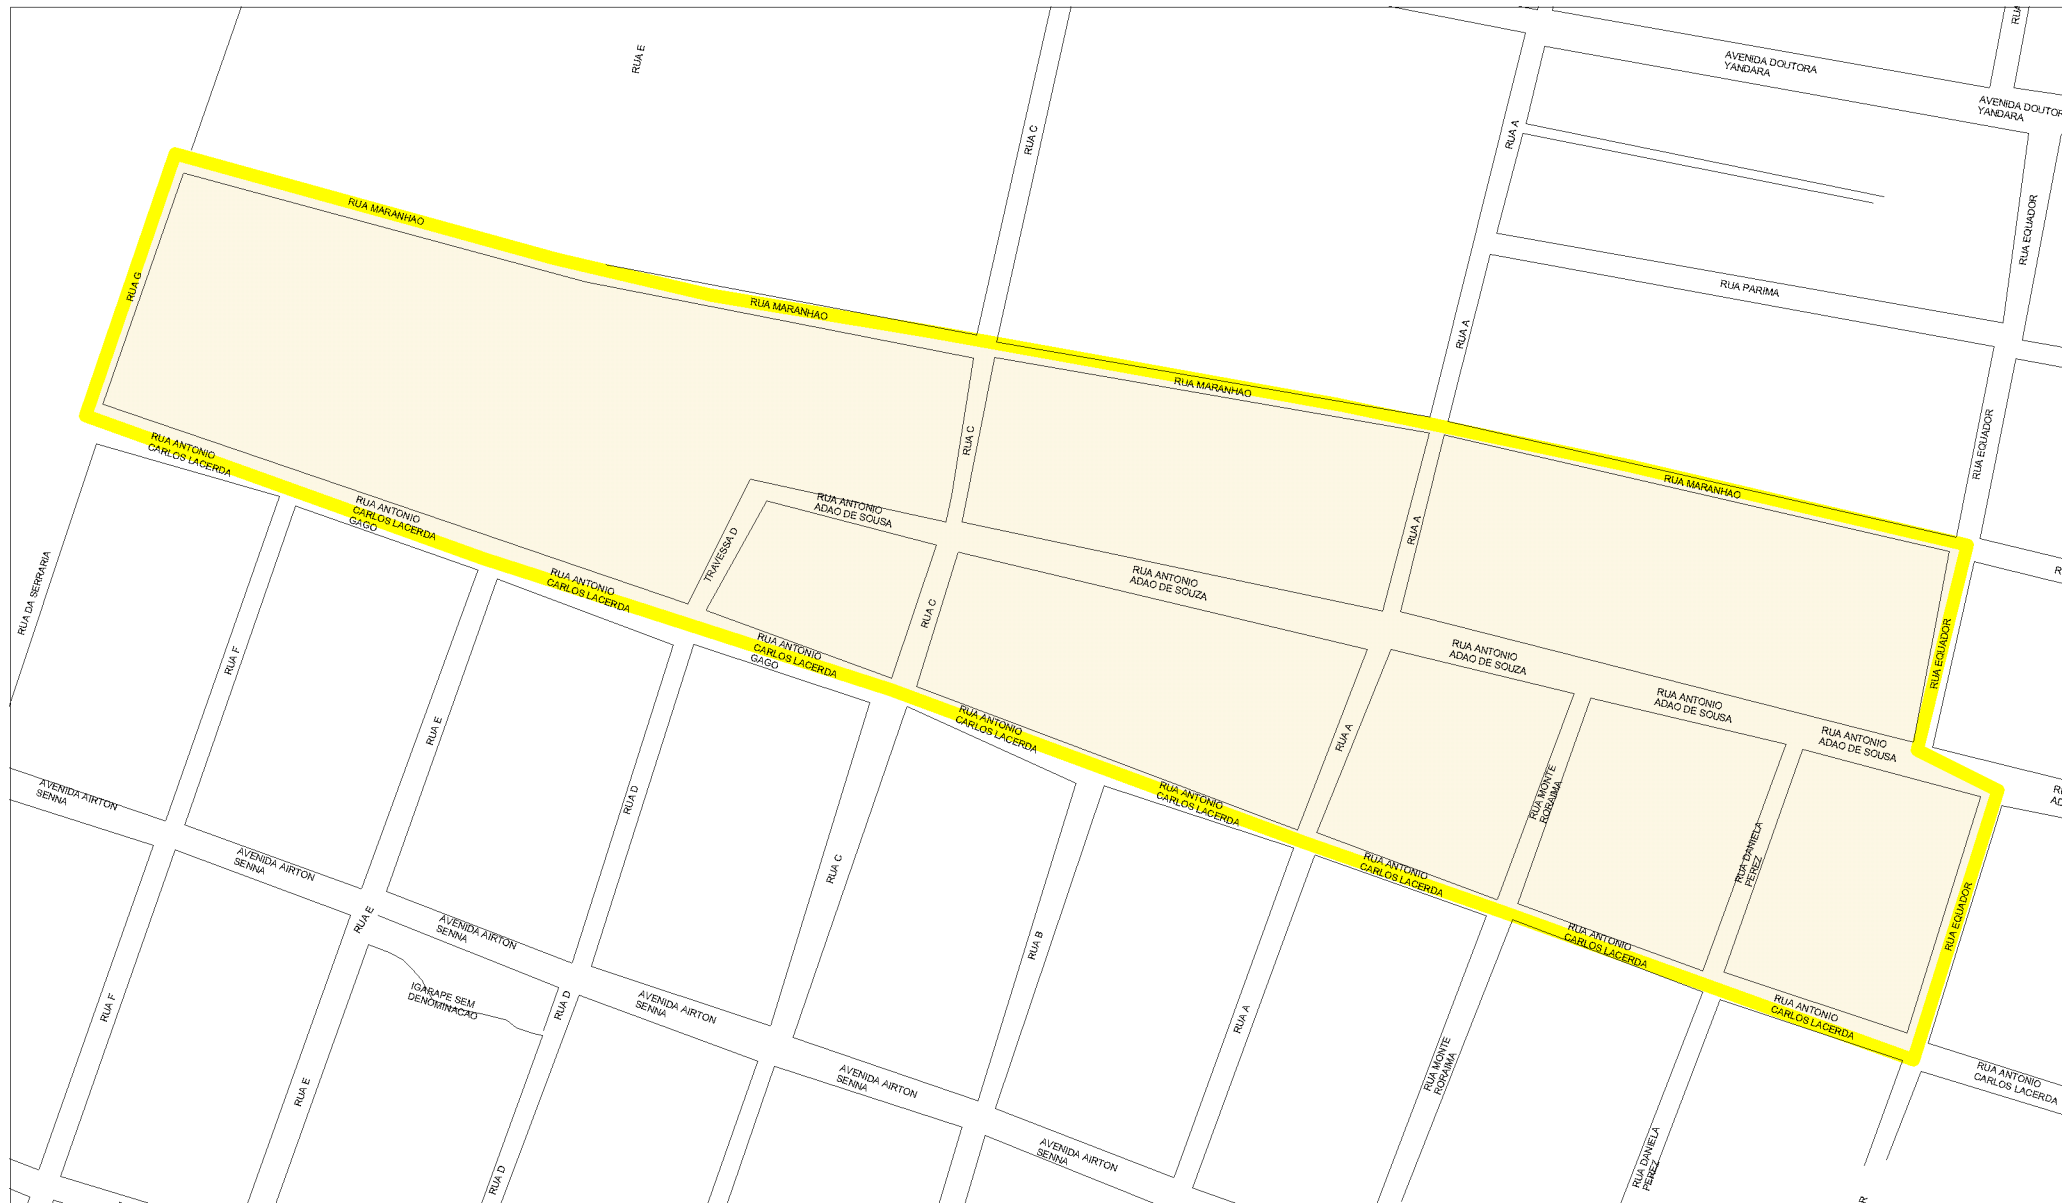 RUA
RUA E
AVENIDA DOUTORA
YANDARA
AVENIDA DOUTOR
YANDARA
RUA C
RUA A
RUA MARANHAO
RUA EQUADOR
RUA G
RUA PARIMA
RUA MARANHAO
RUA A
RUA MARANHAO
RUA C
RUA EQUADOR
RUA ANTONIO
CARLOS LACERDA
RUA MARANHAO
RUA ANTONIO
CARLOS LACERDA
GAGO
RUA ANTONIO
ADAO DE SOUSA
RUA A
TRAVESSA D
RUA DA SERRARIA
RUA ANTONIO
CARLOS LACERDA
RUA ANTONIO
ADAO DE SOUZA
R
RUA C
RUA F
RUA ANTONIO
CARLOS LACERDA
GAGO
RUA ANTONIO
ADAO DE SOUZA
RUA EQUADOR
RUA ANTONIO
ADAO DE SOUSA
RUA E
RUA ANTONIO
CARLOS LACERDA
RUA A
RUA ANTONIO
ADAO DE SOUSA
AVENIDA AIRTON
SENNA
RUA D
RUA ANTONIO
CARLOS LACERDA
RUA MONTE
RORAIMA
RU
AD
RUA DANIELA
PEREZ
AVENIDA AIRTON
SENNA
RUA C
RUA ANTONIO
CARLOS LACERDA
RUA E
AVENIDA AIRTON
SENNA
RUA B
RUA ANTONIO
CARLOS LACERDA
RUA EQUADOR
IGARAPE SEM
DENOMINACAO
RUA F
RUA D
AVENIDA AIRTON
SENNA
RUA A
RUA ANTONIO
CARLOS LACERDA
RUA E
AVENIDA AIRTON
SENNA
RUA MONTE
RORAIMA
RUA ANTONIO
CARLOS LACERDA
RUA D
AVENIDA AIRTON
SENNA
RUA DANIELA
PEREZ
R